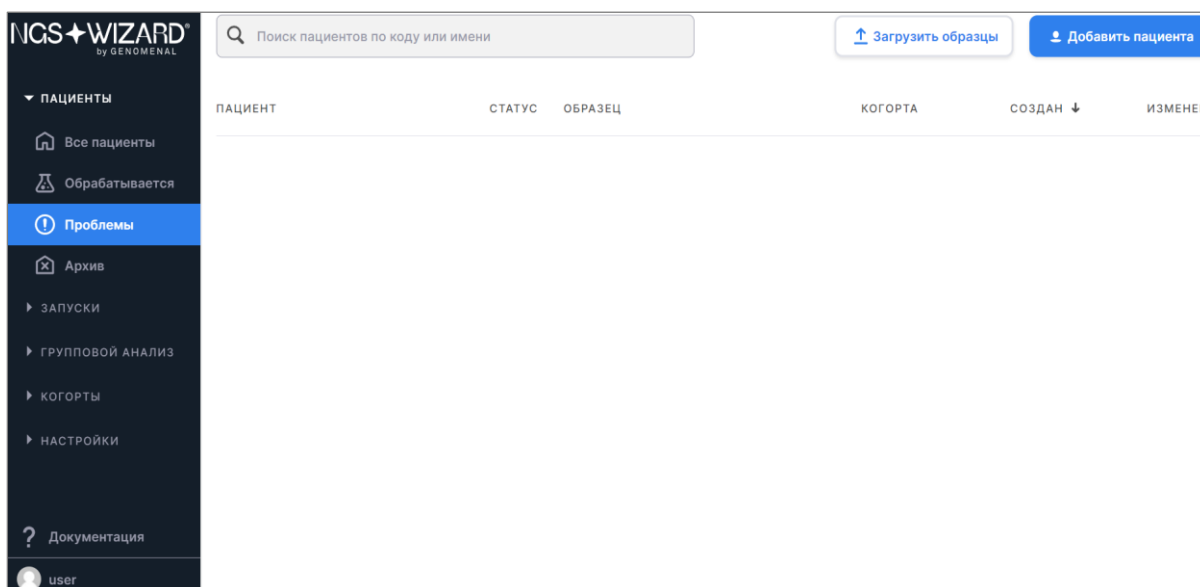 NGS WIZARD®
by GENOMENAL
Поиск пациентов по коду или имени
Загрузить образцы
Добавить пациента
ПАЦИЕНТЫ
Все пациенты
Обрабатывается
Проблемы
Архив
ЗАПУСКИ
ГРУППОВОЙ АНАЛИЗ
КОГОРТЫ
НАСТРОЙКИ
? Документация
user
ПАЦИЕНТ СТАТУС ОБРАЗЕЦ КОГОРТА СОЗДАН ↓ ИЗМЕНЕ